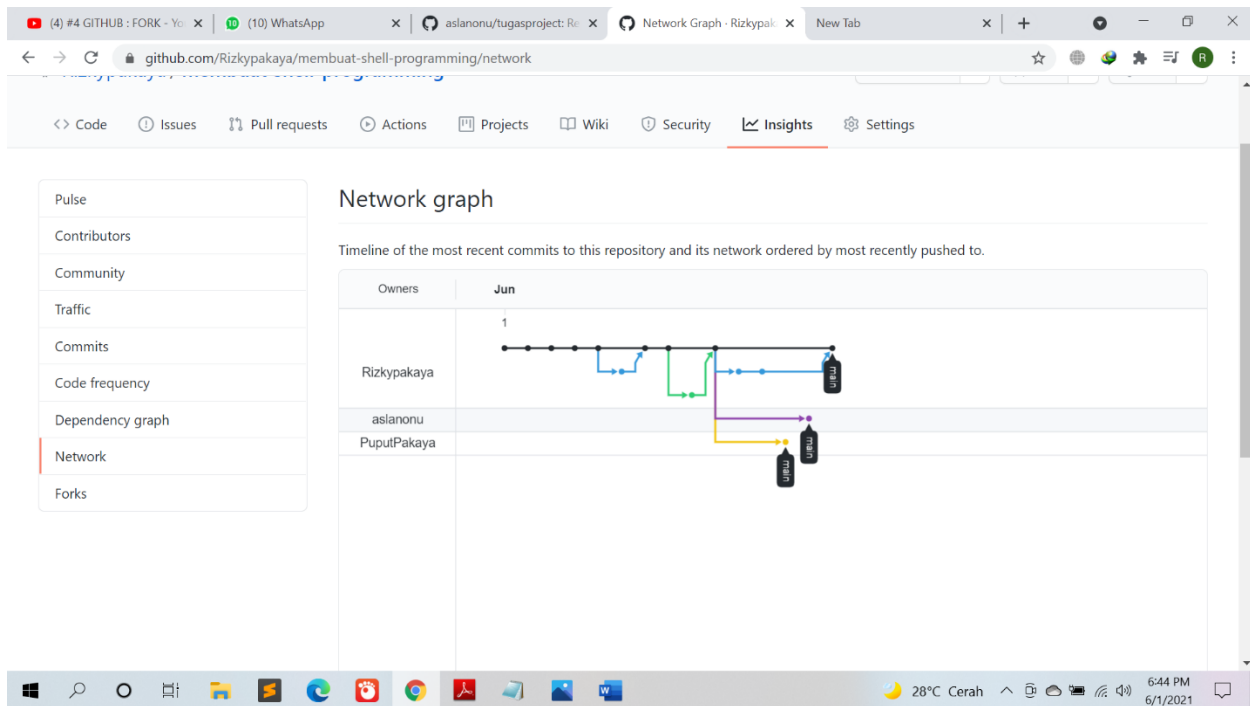 (4) #4 GITHUB : FORK - Yo
(10) WhatsApp
aslanonu/tugasproject: Re
Network Graph · Rizkypak
New Tab
github.com/Rizkypakaya/membuat-shell-programming/network
R
Rizkypakaya / membuat-shell-programming
Code Issues Pull requests Actions Projects Wiki Security Insights Settings
Pulse
Contributors
Community
Traffic
Commits
Code frequency
Dependency graph
Network
Forks
Network graph
Timeline of the most recent commits to this repository and its network ordered by most recently pushed to.
Owners Jun
1
Rizkypakaya
main
aslanonu
main
PuputPakaya
main
28°C Cerah
6:44 PM
6/1/2021